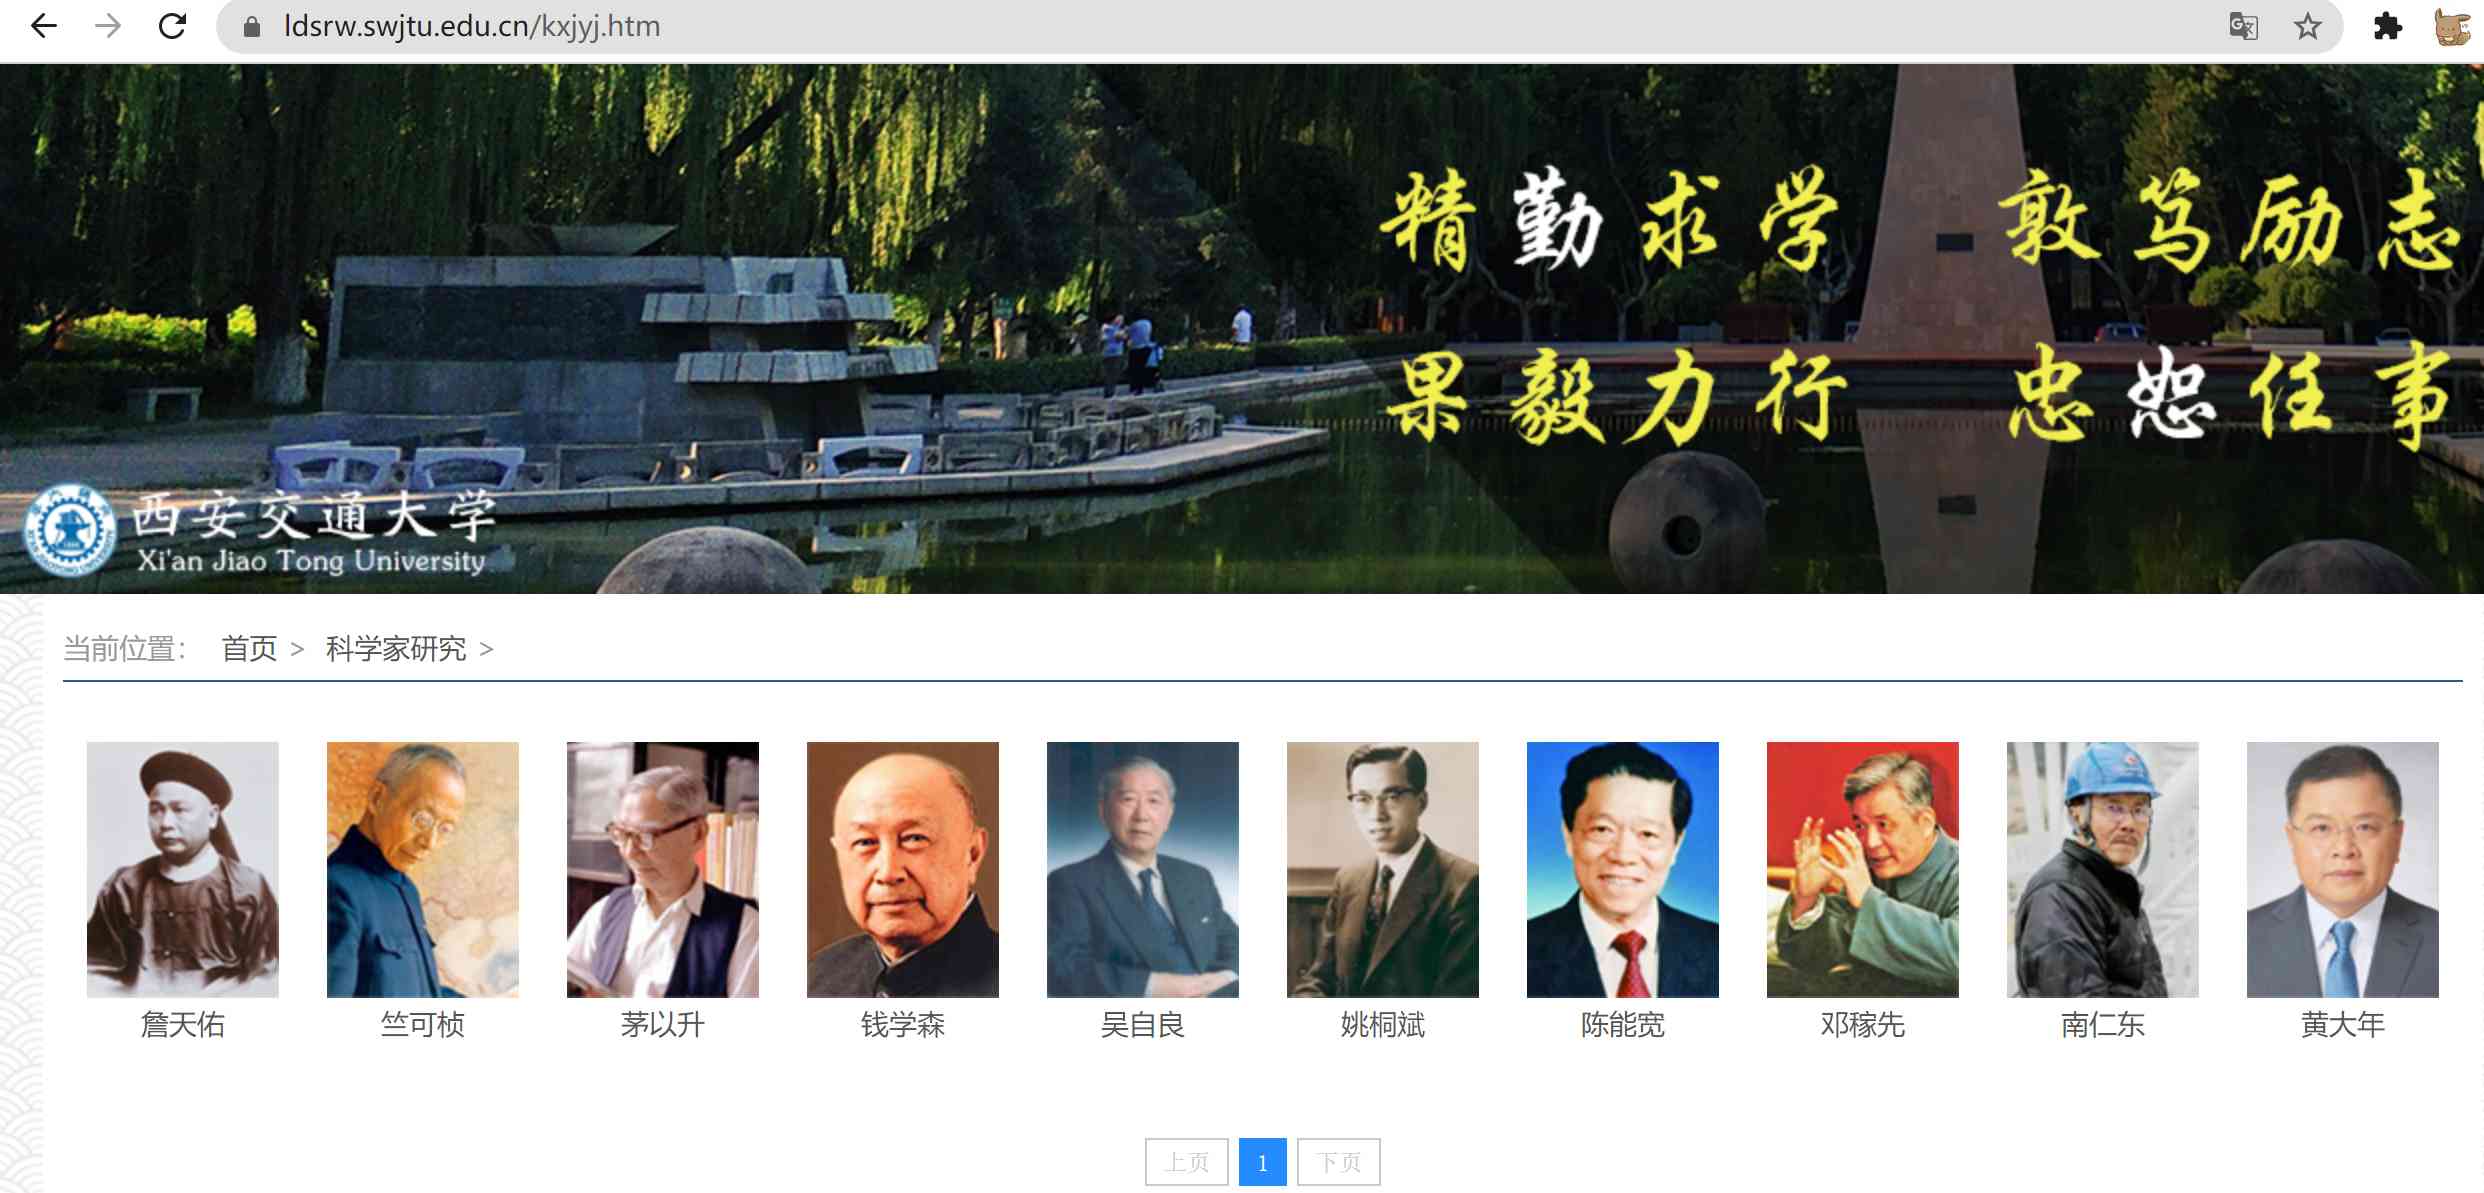 ldsrw.swjtu.edu.cn/kxjyj.htm
精勤求学 敦笃励志
果毅力行 忠恕任事
西安交通大学
Xi'an Jiao Tong University
当前位置： 首页 > 科学家研究 >
詹天佑 竺可桢 茅以升 钱学森 吴自良 姚桐斌 陈能宽 邓稼先 南仁东 黄大年
上页 1 下页